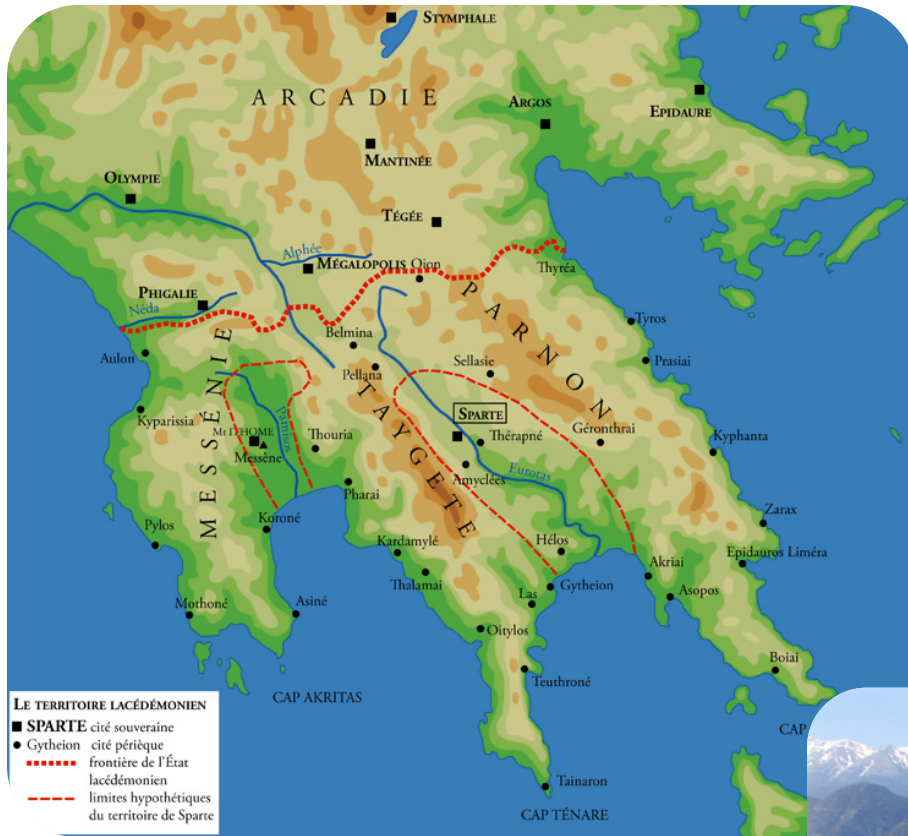 STYMPHALE
ARCADIE
ARGOS
EPIDAURE
MANTINÉE
OLYMPIE
TÉGÉE
Alphée
MÉGALOPOLIS
Oion
Thyréa
PHIGALIE
Néda
PARNON
Tyros
Belmina
Aulon
Sellasie
Prasiai
Pellana
MESSÉNIE
TAYGETE
Kyparissia
SPARTE
Pamisos
Mt ITHOME
Thouria
Thérapné
Géronthrai
Messène
Kyphanta
Amyclées
Eurotas
Pharai
Koroné
Zarax
Pylos
Kardamylé
Hélos
Epidauros Liméra
Thalamai
Gytheion
Akriai
Asopos
Las
Mothoné
Asiné
Oitylos
Boiai
Teuthroné
CAP AKRITAS
CAP
Tainaron
CAP TÉNARE
LE TERRITOIRE LACÉDÉMONIEN
SPARTE cité souveraine
Gytheion cité périèque
frontière de l'État
lacédémonien
limites hypothétiques
du territoire de Sparte